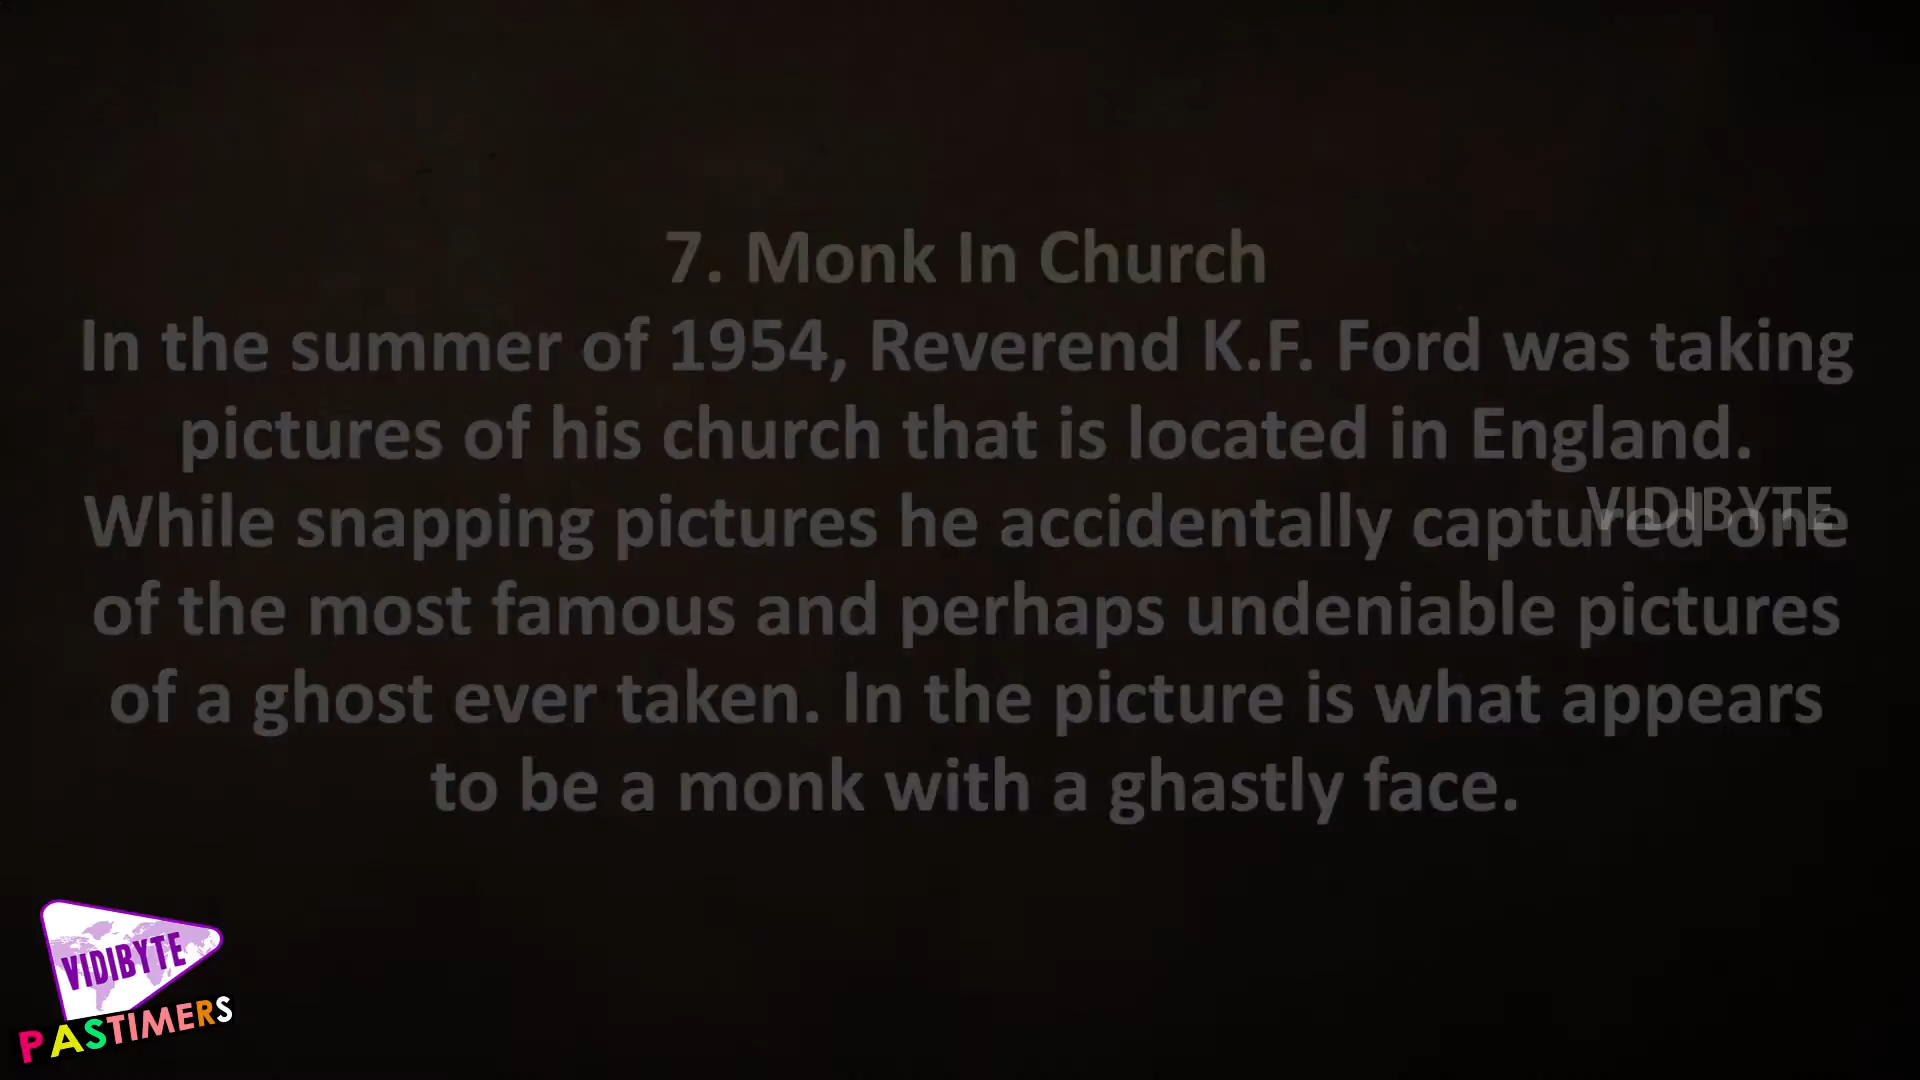 7. Monk In Church
In the summer of 1954, Reverend K.F. Ford was taking
pictures of his church that is located in England.
While snapping pictures he accidentally captured one
VIDIBYTE
of the most famous and perhaps undeniable pictures
of a ghost ever taken. In the picture is what appears
to be a monk with a ghastly face.
VIDIBYTE
PASTIMERS